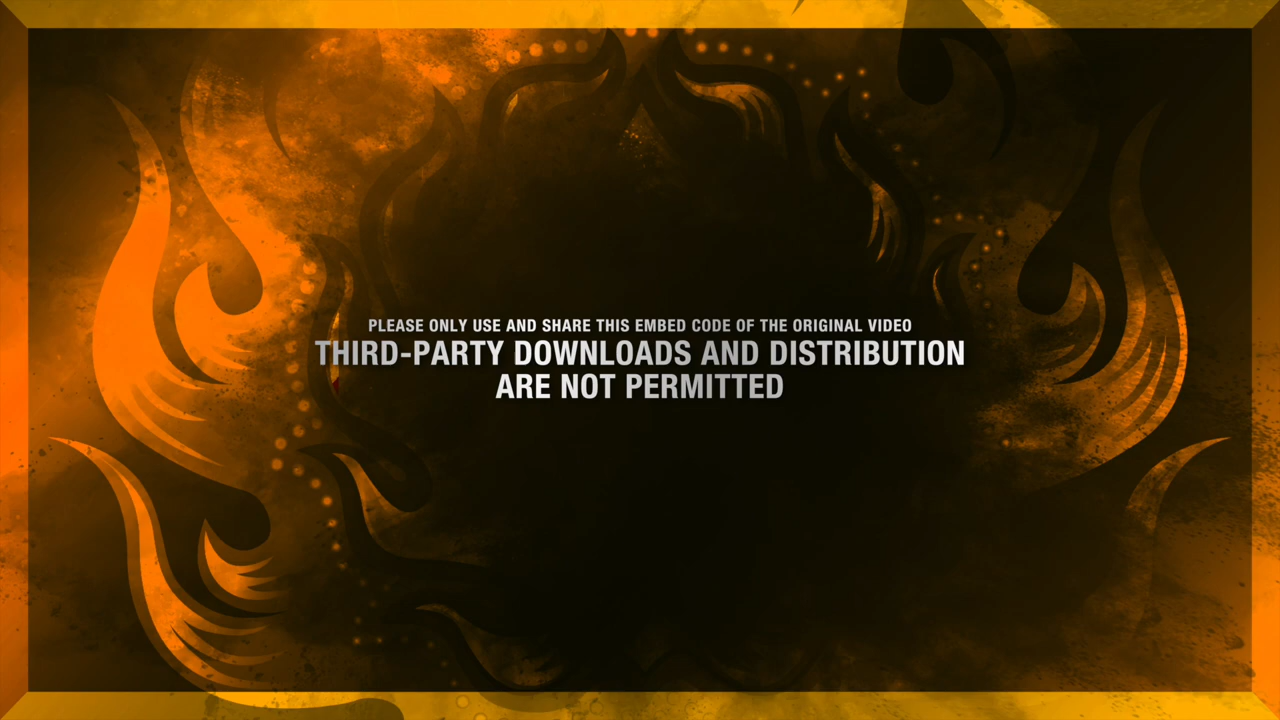 PLEASE ONLY USE AND SHARE THIS EMBED CODE OF THE ORIGINAL VIDEO
THIRD-PARTY DOWNLOADS AND DISTRIBUTION
ARE NOT PERMITTED